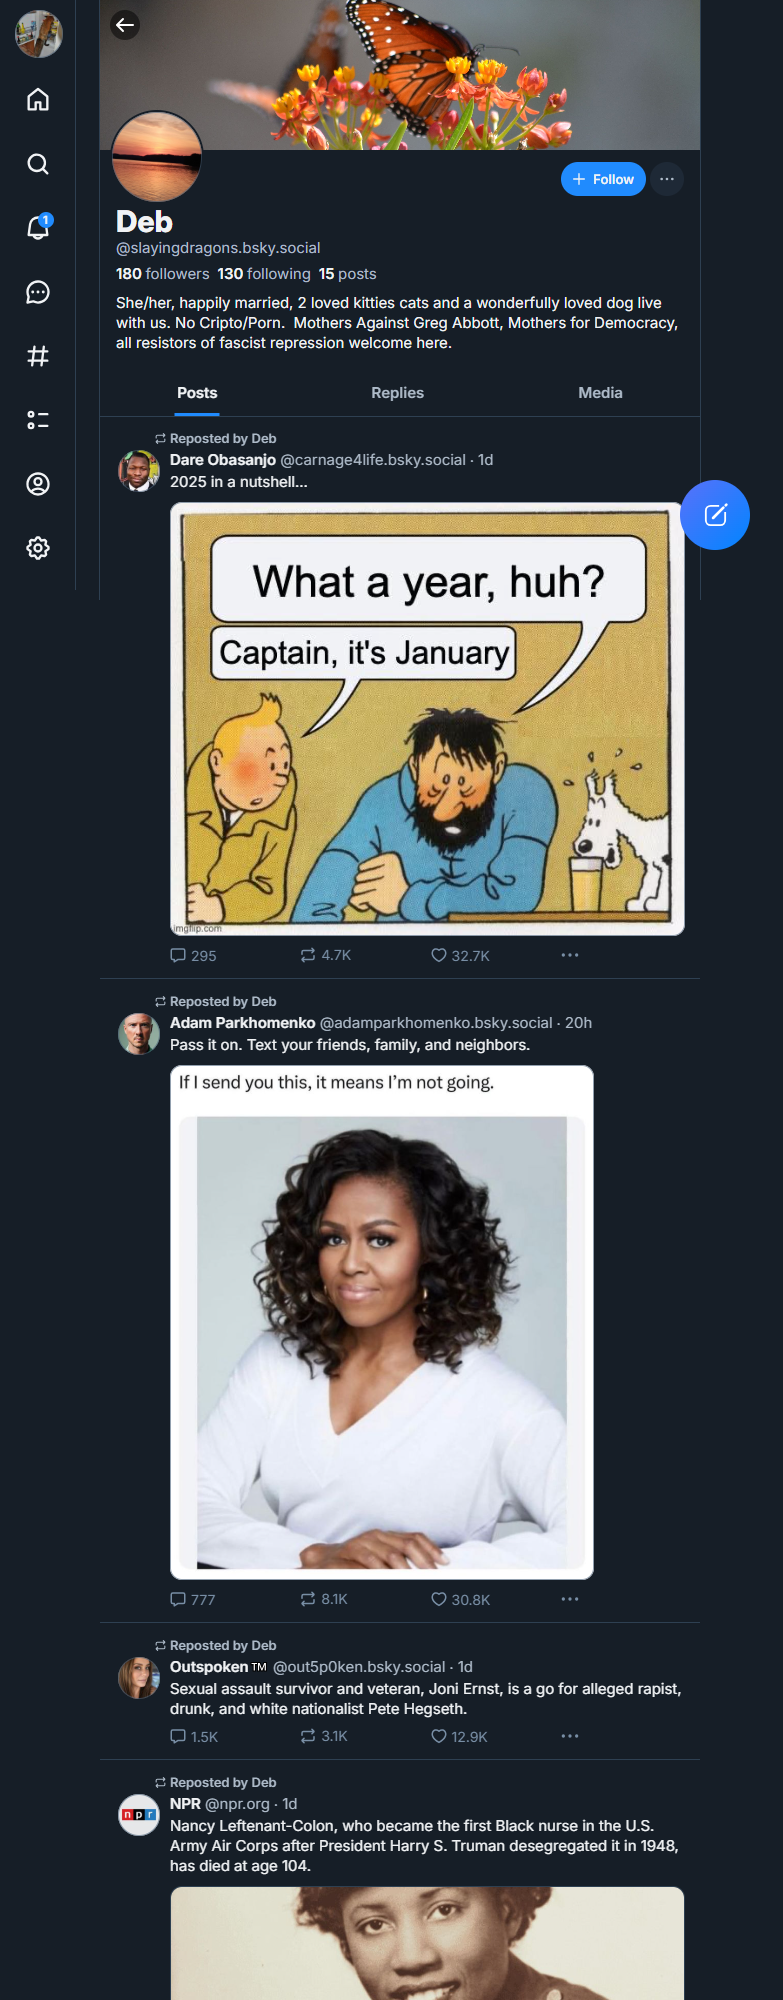 1
+ Follow
Deb
@slayingdragons.bsky.social
180 followers 130 following 15 posts
She/her, happily married, 2 loved kitties cats and a wonderfully loved dog live
with us. No Cripto/Porn. Mothers Against Greg Abbott, Mothers for Democracy,
all resistors of fascist repression welcome here.
Posts Replies Media
Reposted by Deb
Dare Obasanjo @carnage4life.bsky.social · 1d
2025 in a nutshell...
What a year, huh?
Captain, it's January
imgflip.com
295 4.7K 32.7K
Reposted by Deb
Adam Parkhomenko @adamparkhomenko.bsky.social · 20h
Pass it on. Text your friends, family, and neighbors.
If I send you this, it means I'm not going.
777 8.1K 30.8K
Reposted by Deb
Outspoken™ @out5p0ken.bsky.social · 1d
Sexual assault survivor and veteran, Joni Ernst, is a go for alleged rapist,
drunk, and white nationalist Pete Hegseth.
1.5K 3.1K 12.9K
Reposted by Deb
npr
NPR @npr.org · 1d
Nancy Leftenant-Colon, who became the first Black nurse in the U.S.
Army Air Corps after President Harry S. Truman desegregated it in 1948,
has died at age 104.